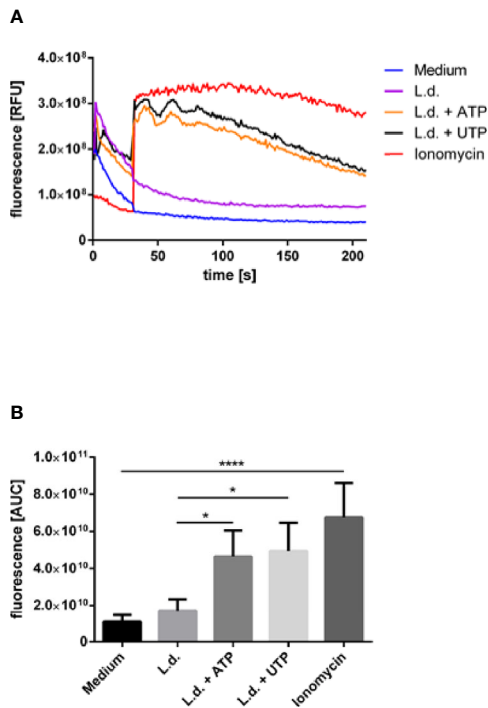 A
fluorescence [RFU]
4.0×10⁸
3.0×10⁸
2.0×10⁸
1.0×10⁸
0
0 50 100 150 200
time [s]
Medium
L.d.
L.d. + ATP
L.d. + UTP
Ionomycin
B
fluorescence [AUC]
1.0×10¹¹
8.0×10¹⁰
6.0×10¹⁰
4.0×10¹⁰
2.0×10¹⁰
0
****
*
*
Medium
L.d.
L.d. + ATP
L.d. + UTP
Ionomycin